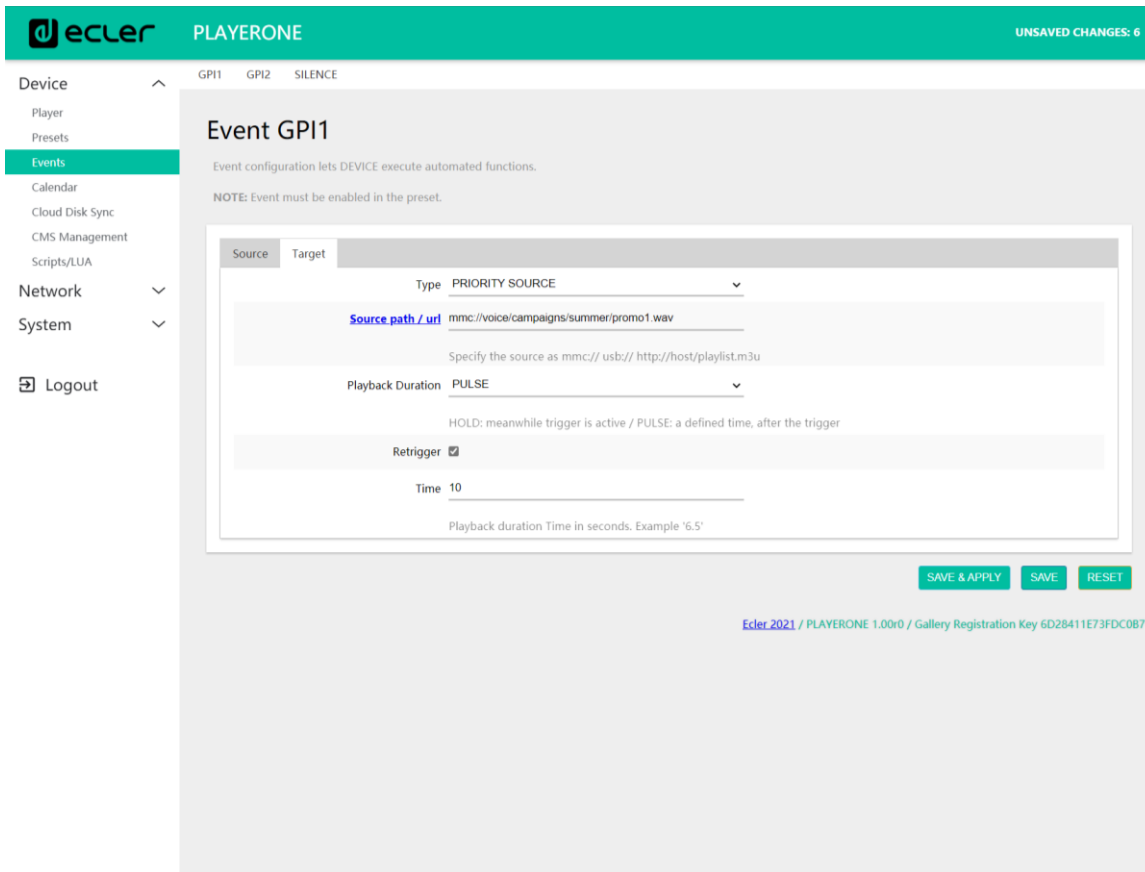 ecler
PLAYERONE
UNSAVED CHANGES: 6
Device
Player
Presets
Events
Calendar
Cloud Disk Sync
CMS Management
Scripts/LUA
Network
System
Logout
GPI1 GPI2 SILENCE
Event GPI1
Event configuration lets DEVICE execute automated functions.
NOTE: Event must be enabled in the preset.
Source Target
Type PRIORITY SOURCE
Source path / url mmc://voice/campaigns/summer/promo1.wav
Specify the source as mmc:// usb:// http://host/playlist.m3u
Playback Duration PULSE
HOLD: meanwhile trigger is active / PULSE: a defined time, after the trigger
Retrigger
Time 10
Playback duration Time in seconds. Example '6.5'
SAVE & APPLY SAVE RESET
Ecler 2021 / PLAYERONE 1.00r0 / Gallery Registration Key 6D28411E73FDC0B7